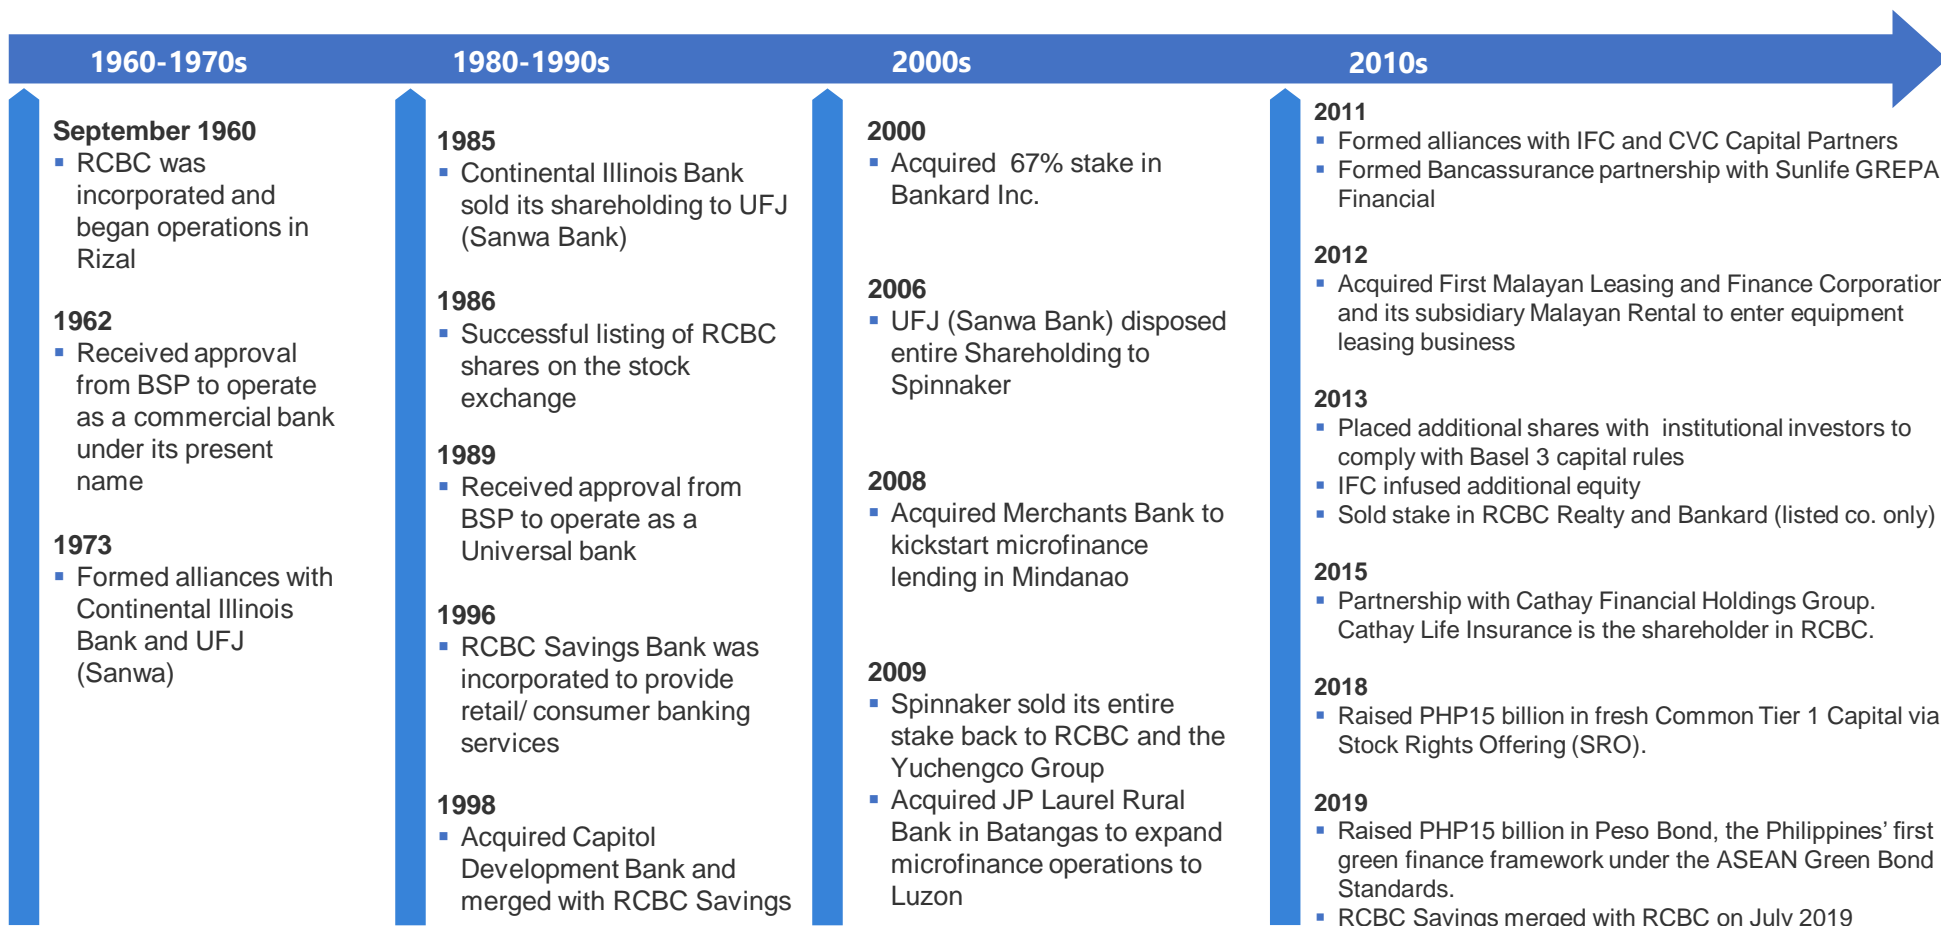 1960-1970s
September 1960
▪ RCBC was
incorporated and
began operations in
Rizal
1962
▪ Received approval
from BSP to operate
as a commercial bank
under its present
name
1973
▪ Formed alliances with
Continental Illinois
Bank and UFJ
(Sanwa)
1980-1990s
1985
▪ Continental Illinois Bank
sold its shareholding to UFJ
(Sanwa Bank)
1986
▪ Successful listing of RCBC
shares on the stock
exchange
1989
▪ Received approval from
BSP to operate as a
Universal bank
1996
▪ RCBC Savings Bank was
incorporated to provide
retail/ consumer banking
services
1998
▪ Acquired Capitol
Development Bank and
merged with RCBC Savings
2000s
2000
▪ Acquired 67% stake in
Bankard Inc.
2006
▪ UFJ (Sanwa Bank) disposed
entire Shareholding to
Spinnaker
2008
▪ Acquired Merchants Bank to
kickstart microfinance
lending in Mindanao
2009
▪ Spinnaker sold its entire
stake back to RCBC and the
Yuchengco Group
▪ Acquired JP Laurel Rural
Bank in Batangas to expand
microfinance operations to
Luzon
2010s
2011
▪ Formed alliances with IFC and CVC Capital Partners
▪ Formed Bancassurance partnership with Sunlife GREPA
Financial
2012
▪ Acquired First Malayan Leasing and Finance Corporation
and its subsidiary Malayan Rental to enter equipment
leasing business
2013
▪ Placed additional shares with institutional investors to
comply with Basel 3 capital rules
▪ IFC infused additional equity
▪ Sold stake in RCBC Realty and Bankard (listed co. only)
2015
▪ Partnership with Cathay Financial Holdings Group.
Cathay Life Insurance is the shareholder in RCBC.
2018
▪ Raised PHP15 billion in fresh Common Tier 1 Capital via
Stock Rights Offering (SRO).
2019
▪ Raised PHP15 billion in Peso Bond, the Philippines’ first
green finance framework under the ASEAN Green Bond
Standards.
▪ RCBC Savings merged with RCBC on July 2019